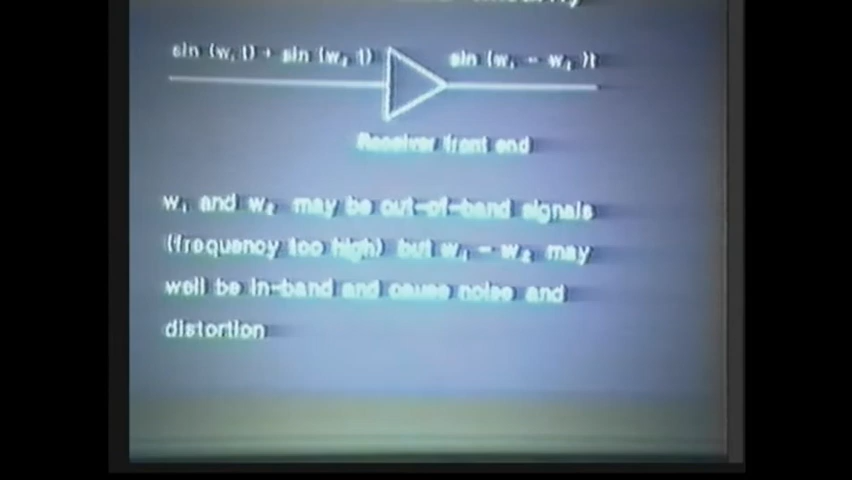 sin (w₁ t) + sin (w₂ t)
sin (w₁ - w₂ )t
Receiver front end
w₁ and w₂ may be out-of-band signals
(frequency too high) but w₁ - w₂ may
well be in-band and cause noise and
distortion